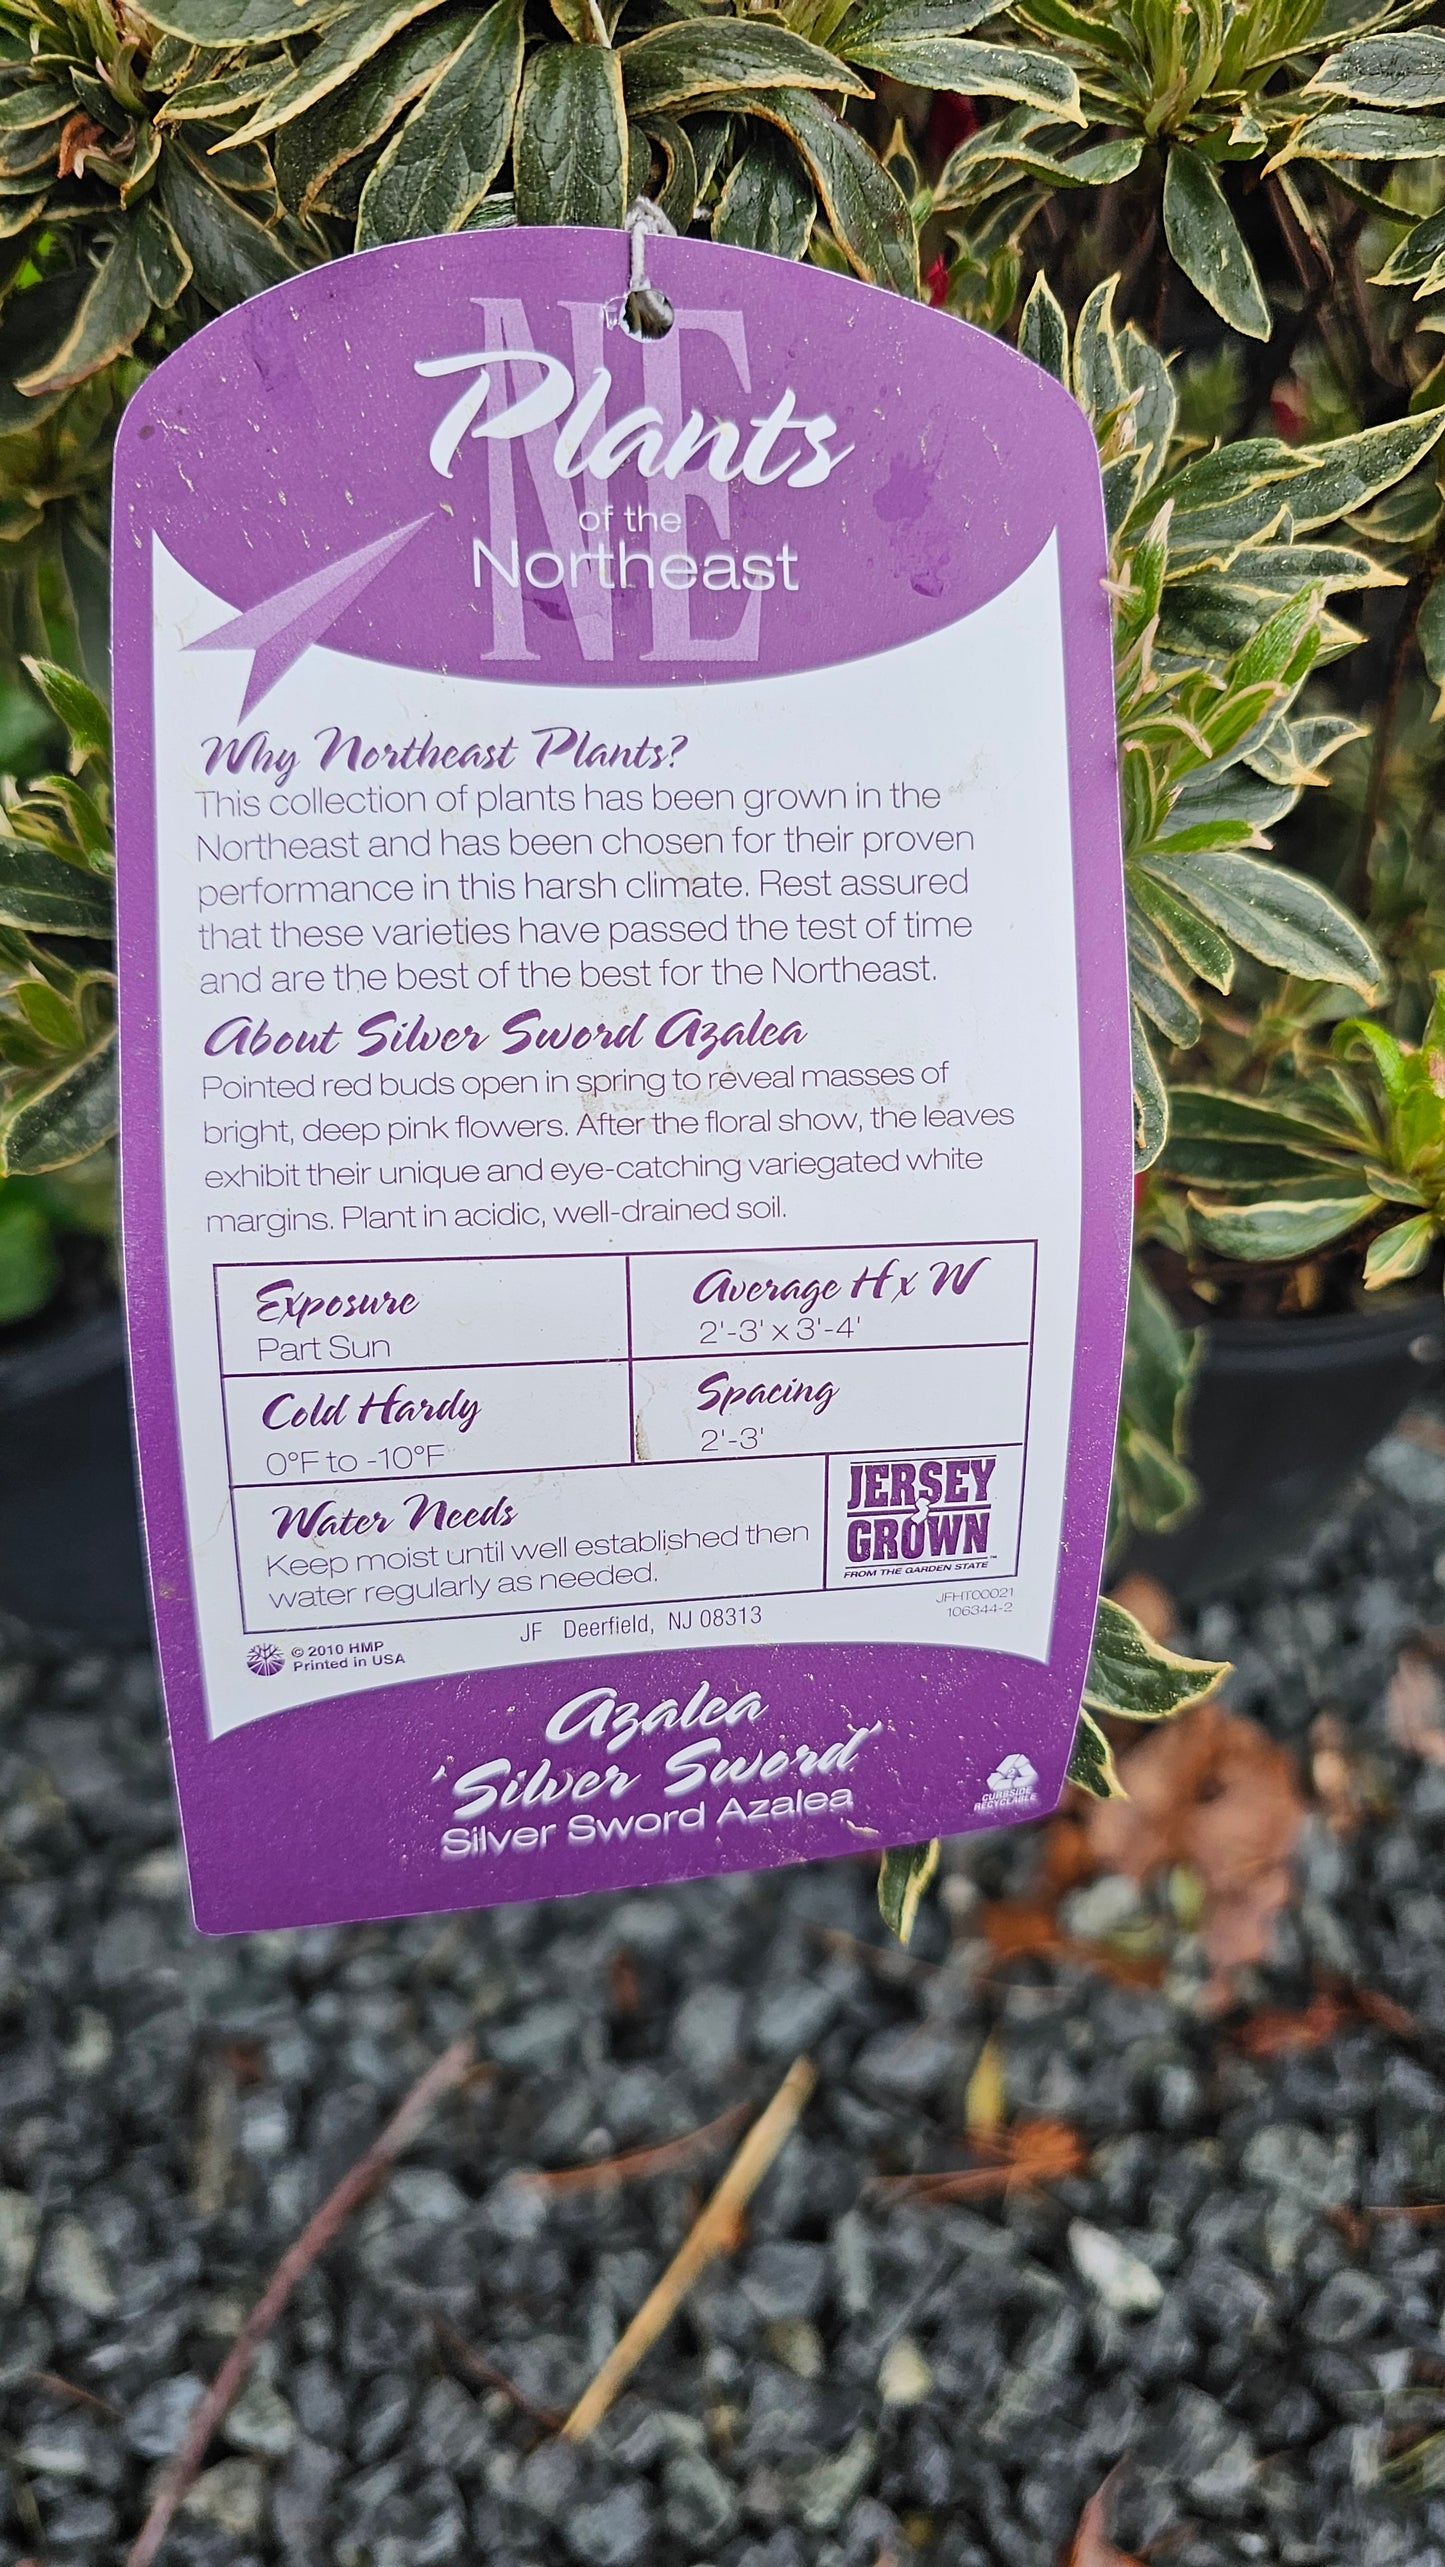 NE
Plants
of the
Northeast
Why Northeast Plants?
This collection of plants has been grown in the
Northeast and has been chosen for their proven
performance in this harsh climate. Rest assured
that these varieties have passed the test of time
and are the best of the best for the Northeast.
About Silver Sword Azalea
Pointed red buds open in spring to reveal masses of
bright, deep pink flowers. After the floral show, the leaves
exhibit their unique and eye-catching variegated white
margins. Plant in acidic, well-drained soil.
Exposure
Part Sun
Average H x W
2'-3' x 3'-4'
Cold Hardy
0°F to -10°F
Spacing
2'-3'
Water Needs
Keep moist until well established then
water regularly as needed.
JERSEY
GROWN
FROM THE GARDEN STATE™
JFHT00021
106344-2
JF Deerfield, NJ 08313
© 2010 HMP
Printed in USA
Azalea
'Silver Sword'
Silver Sword Azalea
2
CURBSIDE
RECYCLABLE